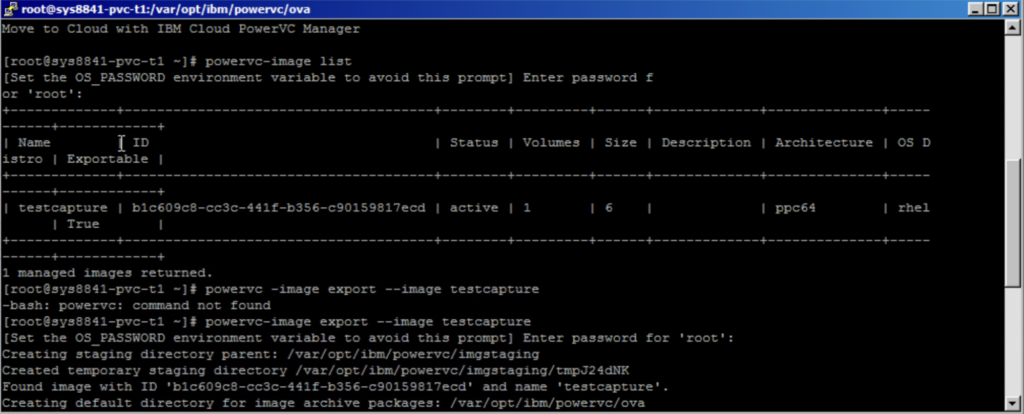 root@sys8841-pvc-t1:/var/opt/ibm/powervc/ova
Move to Cloud with IBM Cloud PowerVC Manager
[root@sys8841-pvc-t1 ~]# powervc-image list
[Set the OS_PASSWORD environment variable to avoid this prompt] Enter password f
or 'root':
+------------+--------------------------------------+--------+---------+------+-------------+--------------+-----
------+------------+
| Name | ID | Status | Volumes | Size | Description | Architecture | OS D
istro | Exportable |
+------------+--------------------------------------+--------+---------+------+-------------+--------------+-----
------+------------+
| testcapture | b1c609c8-cc3c-441f-b356-c90159817ecd | active | 1 | 6 | | ppc64 | rhel
| True |
+------------+--------------------------------------+--------+---------+------+-------------+--------------+-----
------+------------+
1 managed images returned.
[root@sys8841-pvc-t1 ~]# powervc -image export --image testcapture
-bash: powervc: command not found
[root@sys8841-pvc-t1 ~]# powervc-image export --image testcapture
[Set the OS_PASSWORD environment variable to avoid this prompt] Enter password for 'root':
Creating staging directory parent: /var/opt/ibm/powervc/imgstaging
Created temporary staging directory /var/opt/ibm/powervc/imgstaging/tmpJ24dNK
Found image with ID 'b1c609c8-cc3c-441f-b356-c90159817ecd' and name 'testcapture'.
Creating default directory for image archive packages: /var/opt/ibm/powervc/ova